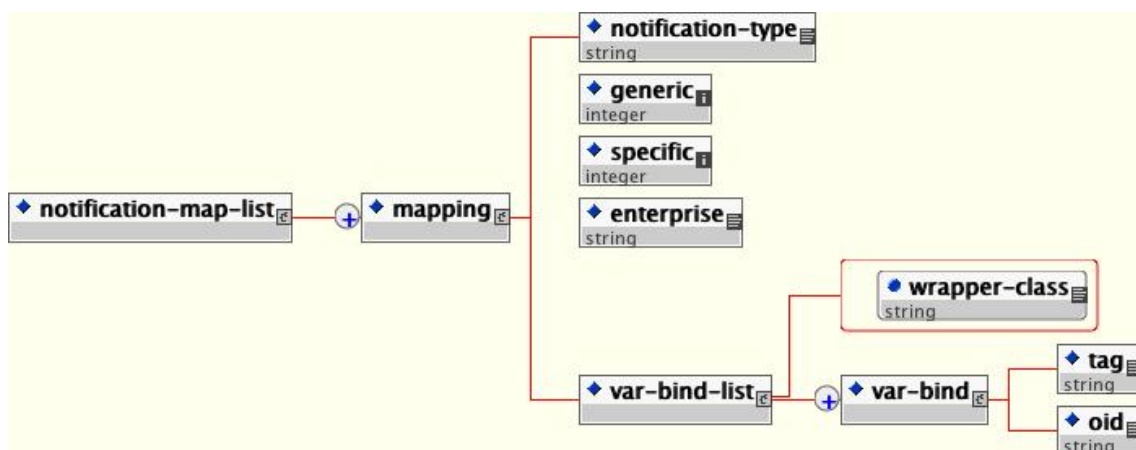 notification-type
string
generic
integer
specific
integer
notification-map-list
mapping
enterprise
string
wrapper-class
string
var-bind-list
var-bind
tag
string
oid
string